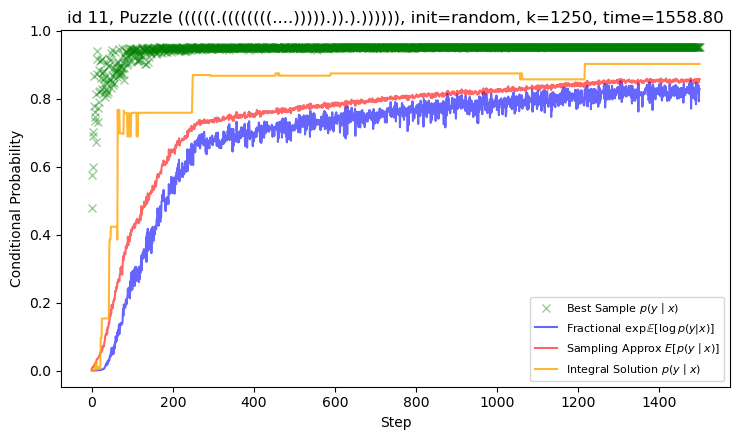 id 11, Puzzle ((((((.((((((((....))))).)).).)))))), init=random, k=1250, time=1558.80
Conditional Probability
1.0
0.8
0.6
0.4
0.2
0.0
0 200 400 600 800 1000 1200 1400
Step
Best Sample p(y | x)
Fractional exp𝔼[log p(y|x)]
Sampling Approx E[p(y | x)]
Integral Solution p(y | x)